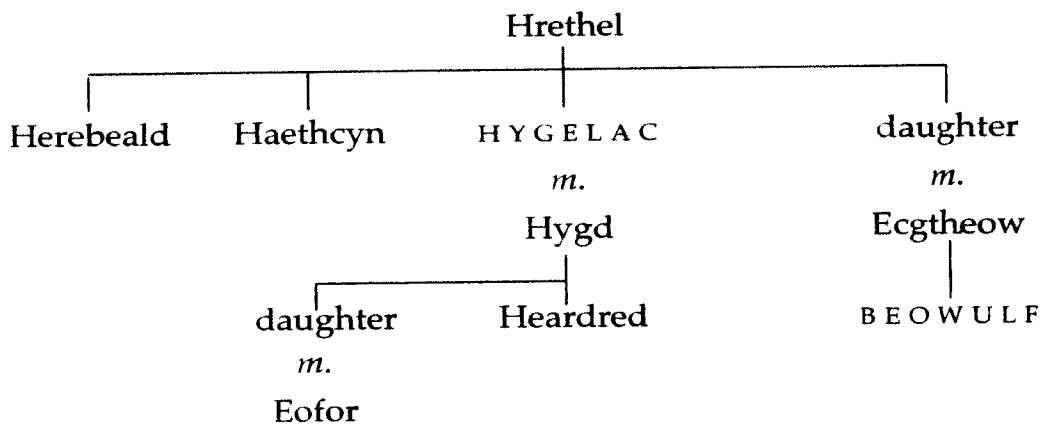 Hrethel
Herebeald Haethcyn HYGELAC daughter
m. m.
Hygd Ecgtheow
daughter Heardred BEOWULF
m.
Eofor